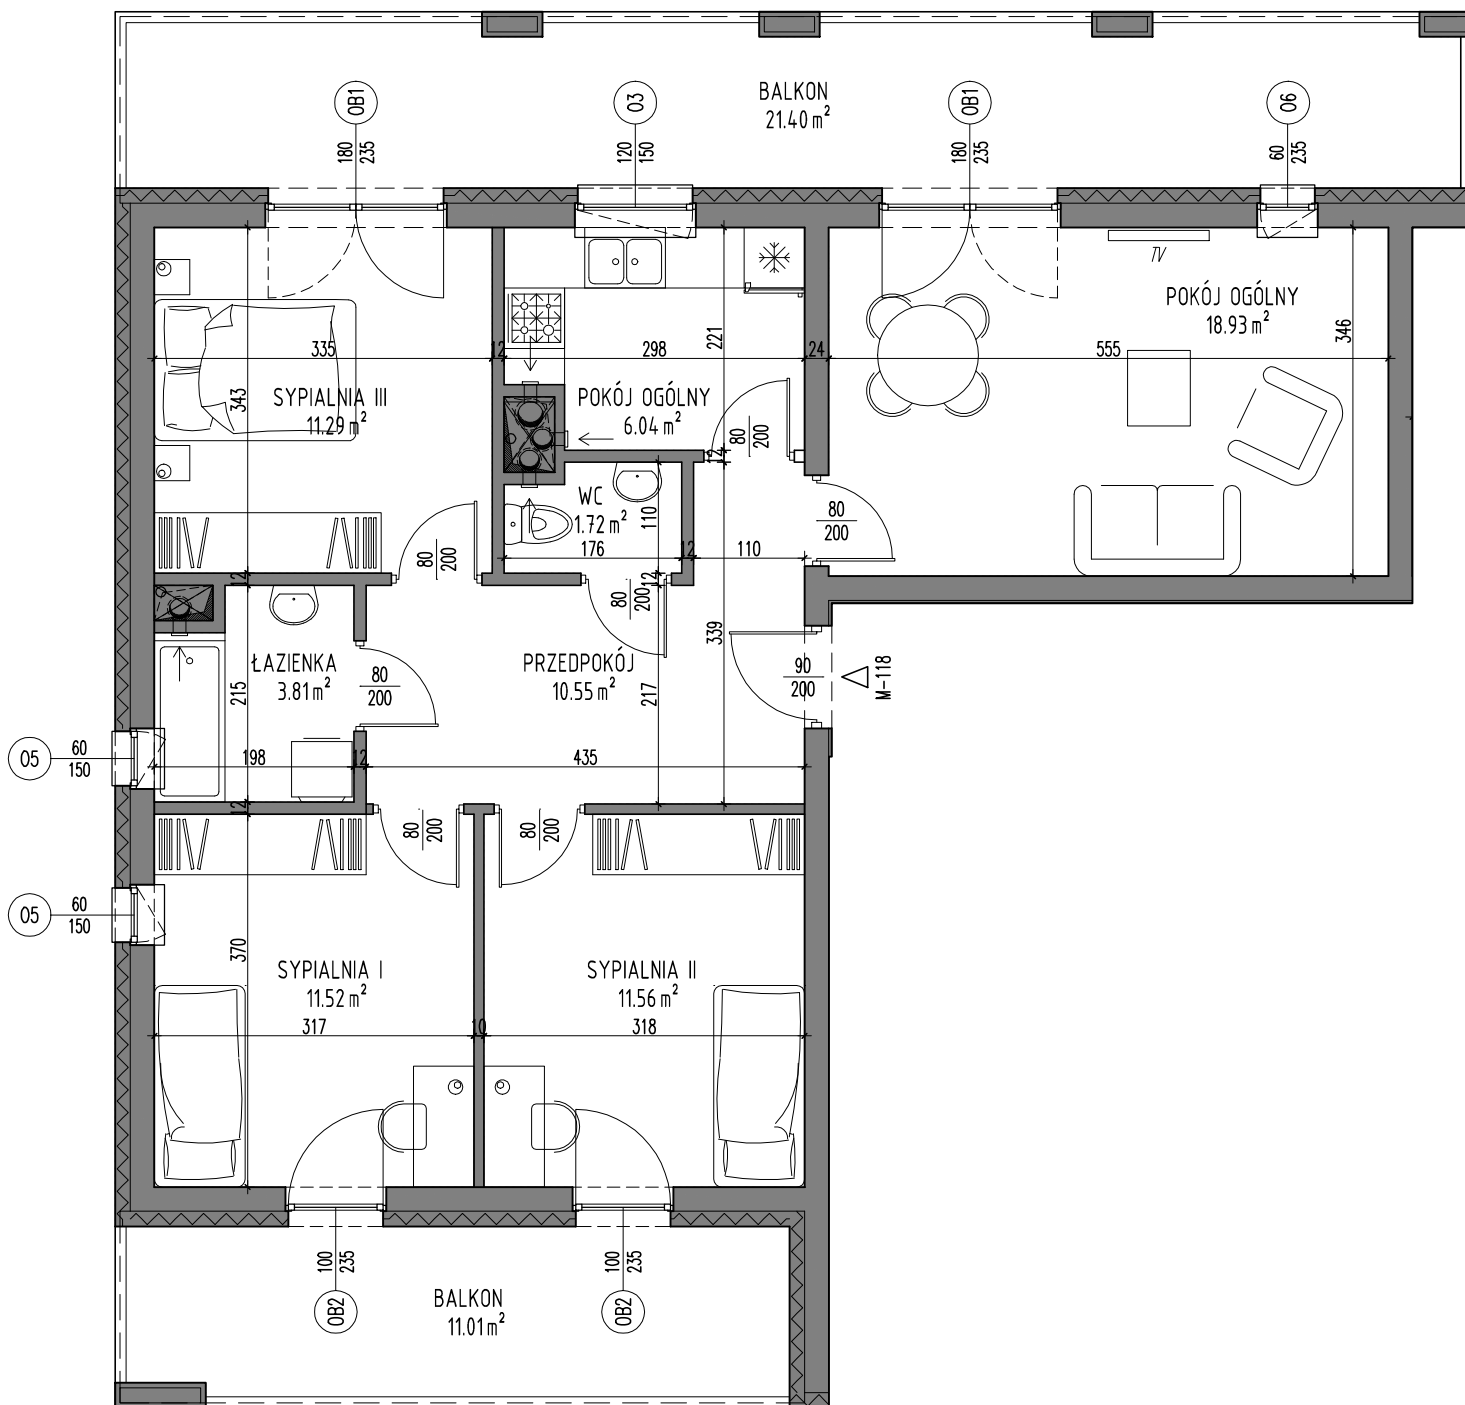 BALKON
21.40 m²
OB1
180
235
O3
120
150
OB1
180
235
O6
60
235
TV
POKÓJ OGÓLNY
18.93 m²
335
12
298
221
24
555
346
343
SYPIALNIA III
11.29 m²
POKÓJ OGÓLNY
6.04 m²
80
200
12
WC
1.72 m²
110
176
12
110
80
200
80
200
12
80
200
12
339
ŁAZIENKA
3.81 m²
PRZEDPOKÓJ
10.55 m²
80
200
215
217
90
200
M-118
O5
60
150
198
12
435
12
80
200
80
200
O5
60
150
370
SYPIALNIA I
11.52 m²
SYPIALNIA II
11.56 m²
317
10
318
100
235
OB2
100
235
OB2
BALKON
11.01 m²